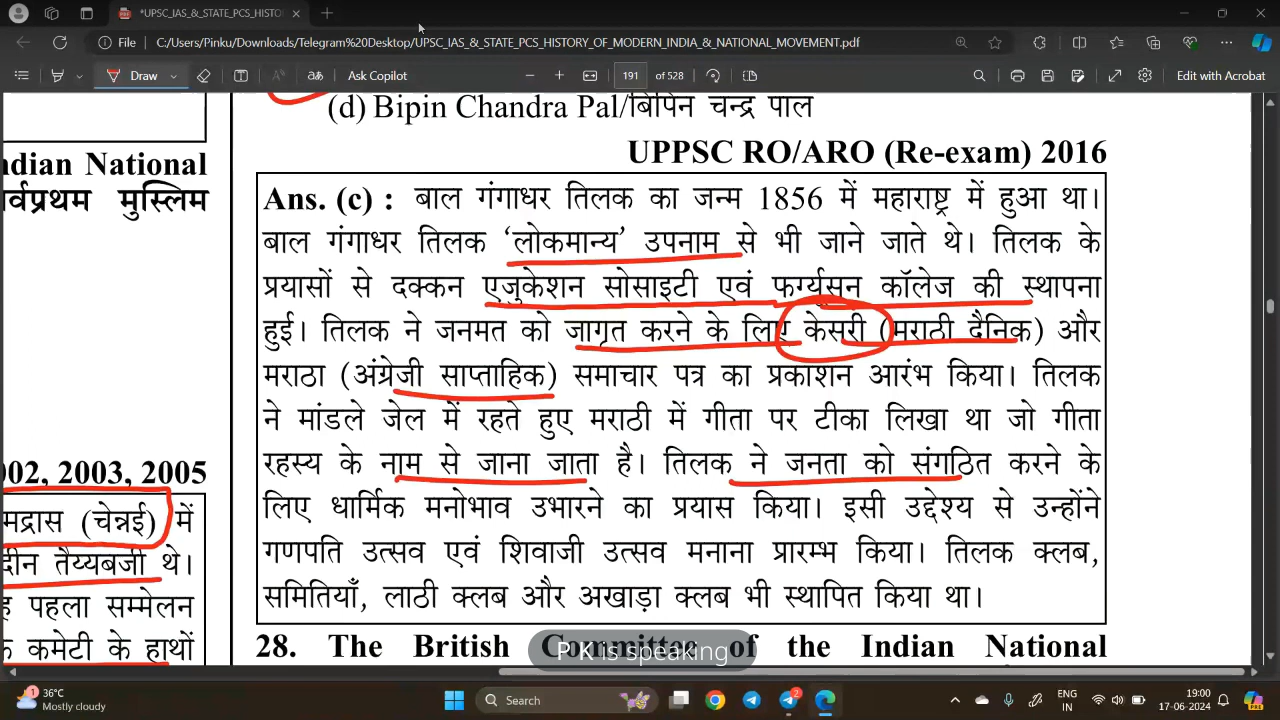 *UPSC_IAS_&_STATE_PCS_HISTO
File
C:/Users/Pinku/Downloads/Telegram%20Desktop/UPSC_IAS_&_STATE_PCS_HISTORY_OF_MODERN_INDIA_&_NATIONAL_MOVEMENT.pdf
Draw
Ask Copilot
191 of 528
Edit with Acrobat
(d) Bipin Chandra Pal/बिपिन चन्द्र पाल
UPPSC RO/ARO (Re-exam) 2016
Ans. (c) : बाल गंगाधर तिलक का जन्म 1856 में महाराष्ट्र में हुआ था।
बाल गंगाधर तिलक ‘लोकमान्य’ उपनाम से भी जाने जाते थे। तिलक के
प्रयासों से दक्कन एजुकेशन सोसाइटी एवं फर्ग्यूसन कॉलेज की स्थापना
हुई। तिलक ने जनमत को जागृत करने के लिए केसरी (मराठी दैनिक) और
मराठा (अंग्रेजी साप्ताहिक) समाचार पत्र का प्रकाशन आरंभ किया। तिलक
ने मांडले जेल में रहते हुए मराठी में गीता पर टीका लिखा था जो गीता
रहस्य के नाम से जाना जाता है। तिलक ने जनता को संगठित करने के
लिए धार्मिक मनोभाव उभारने का प्रयास किया। इसी उद्देश्य से उन्होंने
गणपति उत्सव एवं शिवाजी उत्सव मनाना प्रारम्भ किया। तिलक क्लब,
समितियाँ, लाठी क्लब और अखाड़ा क्लब भी स्थापित किया था।
28. The British Committee of the Indian National
ndian National
र्वप्रथम मुस्लिम
002, 2003, 2005
मद्रास (चेन्नई) में
दीन तैय्यबजी थे।
ह पहला सम्मेलन
क कमेटी के हाथों
P K is speaking
1
36°C
Mostly cloudy
Search
2
ENG
IN
19:00
17-06-2024